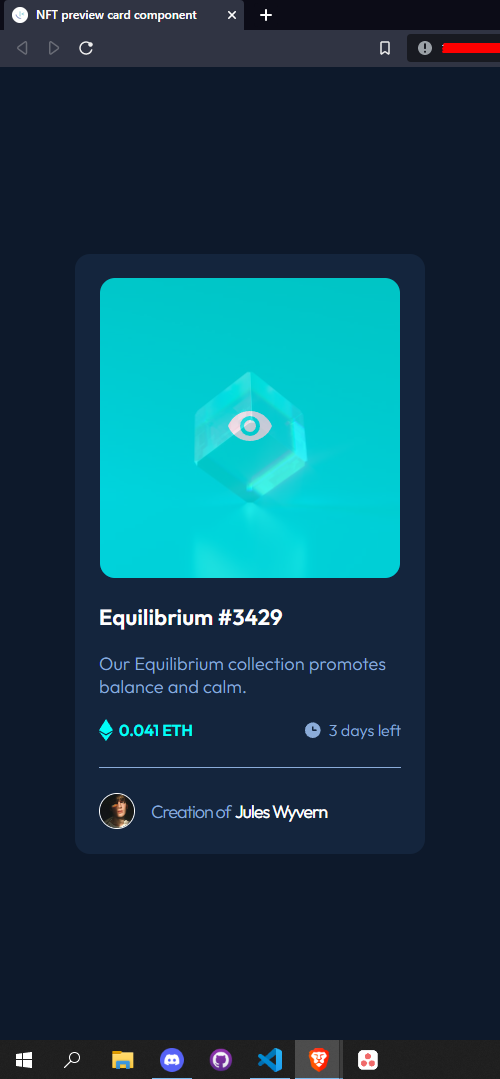 NFT preview card component
Equilibrium #3429
Our Equilibrium collection promotes
balance and calm.
0.041 ETH
3 days left
Creation of Jules Wyvern